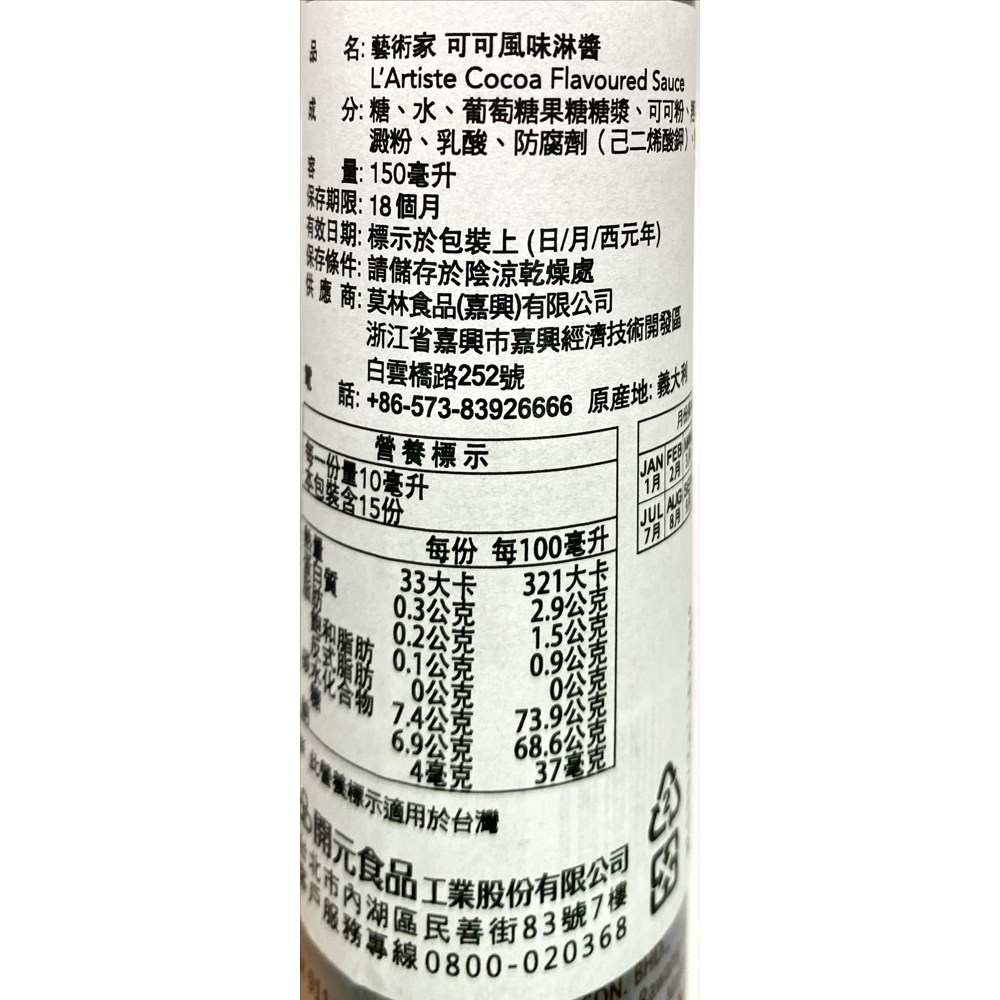 品 名: 藝術家 可可風味淋醬
L'Artiste Cocoa Flavoured Sauce
成 分: 糖、水、葡萄糖果糖糖漿、可可粉、
澱粉、乳酸、防腐劑（己二烯酸鉀）、
容 量: 150毫升
保存期限: 18個月
有效日期: 標示於包裝上 (日/月/西元年)
保存條件: 請儲存於陰涼乾燥處
供 應 商: 莫林食品(嘉興)有限公司
浙江省嘉興市嘉興經濟技術開發區
白雲橋路252號
電 話: +86-573-83926666 原產地: 義大利
營養標示
每一份量10毫升
本包裝含15份
每份 每100毫升
熱量 33大卡 321大卡
蛋白質 0.3公克 2.9公克
脂肪 0.2公克 1.5公克
飽和脂肪 0.1公克 0.9公克
反式脂肪 0公克 0公克
碳水化合物 7.4公克 73.9公克
糖 6.9公克 68.6公克
鈉 4毫克 37毫克
此營養標示適用於台灣
JAN FEB
1月 2月
JUL AUG
7月 8月
2
開元食品工業股份有限公司
台北市內湖區民善街83號7樓
客戶服務專線0800-020368
SDN. BHD.